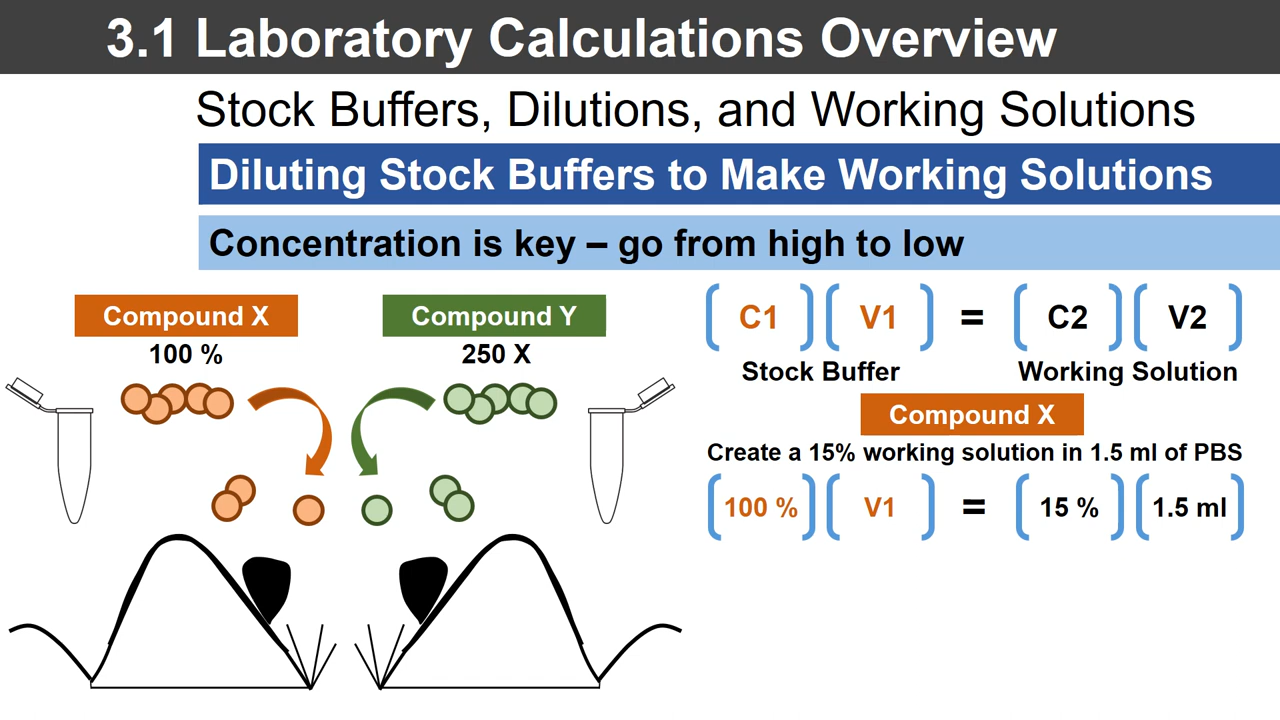 3.1 Laboratory Calculations Overview
Stock Buffers, Dilutions, and Working Solutions
Diluting Stock Buffers to Make Working Solutions
Concentration is key – go from high to low
Compound X
100 %
Compound Y
250 X
C1 V1 = C2 V2
Stock Buffer
Working Solution
Compound X
Create a 15% working solution in 1.5 ml of PBS
100 % V1 = 15 % 1.5 ml